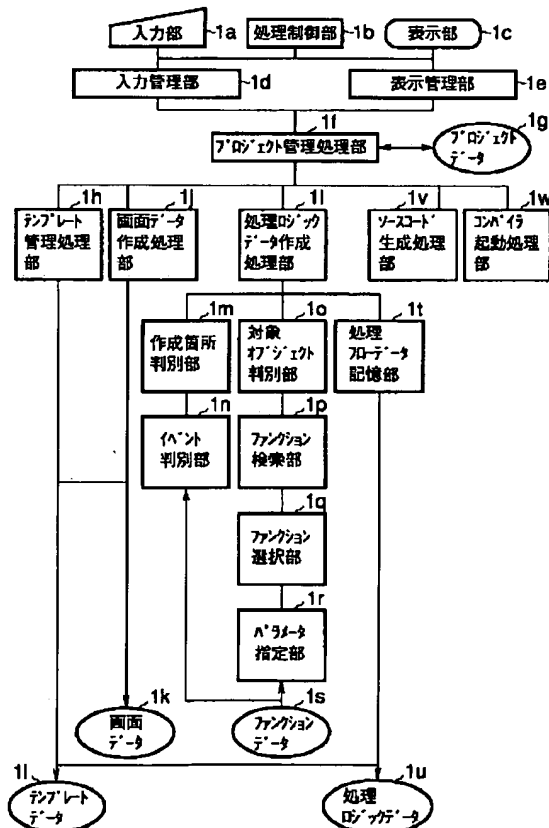 入力部
1a
処理制御部
1b
表示部
1c
入力管理部
1d
表示管理部
1e
1f
プロジェクト管理処理部
1g
プロジェクト
データ
1h
テンプレート
管理処理
部
1j
画面データ
作成処理
部
1l
処理ロジック
データ作成
処理部
1v
ソースコード
生成処理
部
1w
コンパイラ
起動処理
部
1m
作成箇所
判別部
1o
対象
オブジェクト
判別部
1t
処理
フローデータ
記憶部
1n
イベント
判別部
1p
ファンクション
検索部
1q
ファンクション
選択部
1r
パラメータ
指定部
1k
画面
データ
1s
ファンクション
データ
1i
テンプレート
データ
1u
処理
ロジックデータ